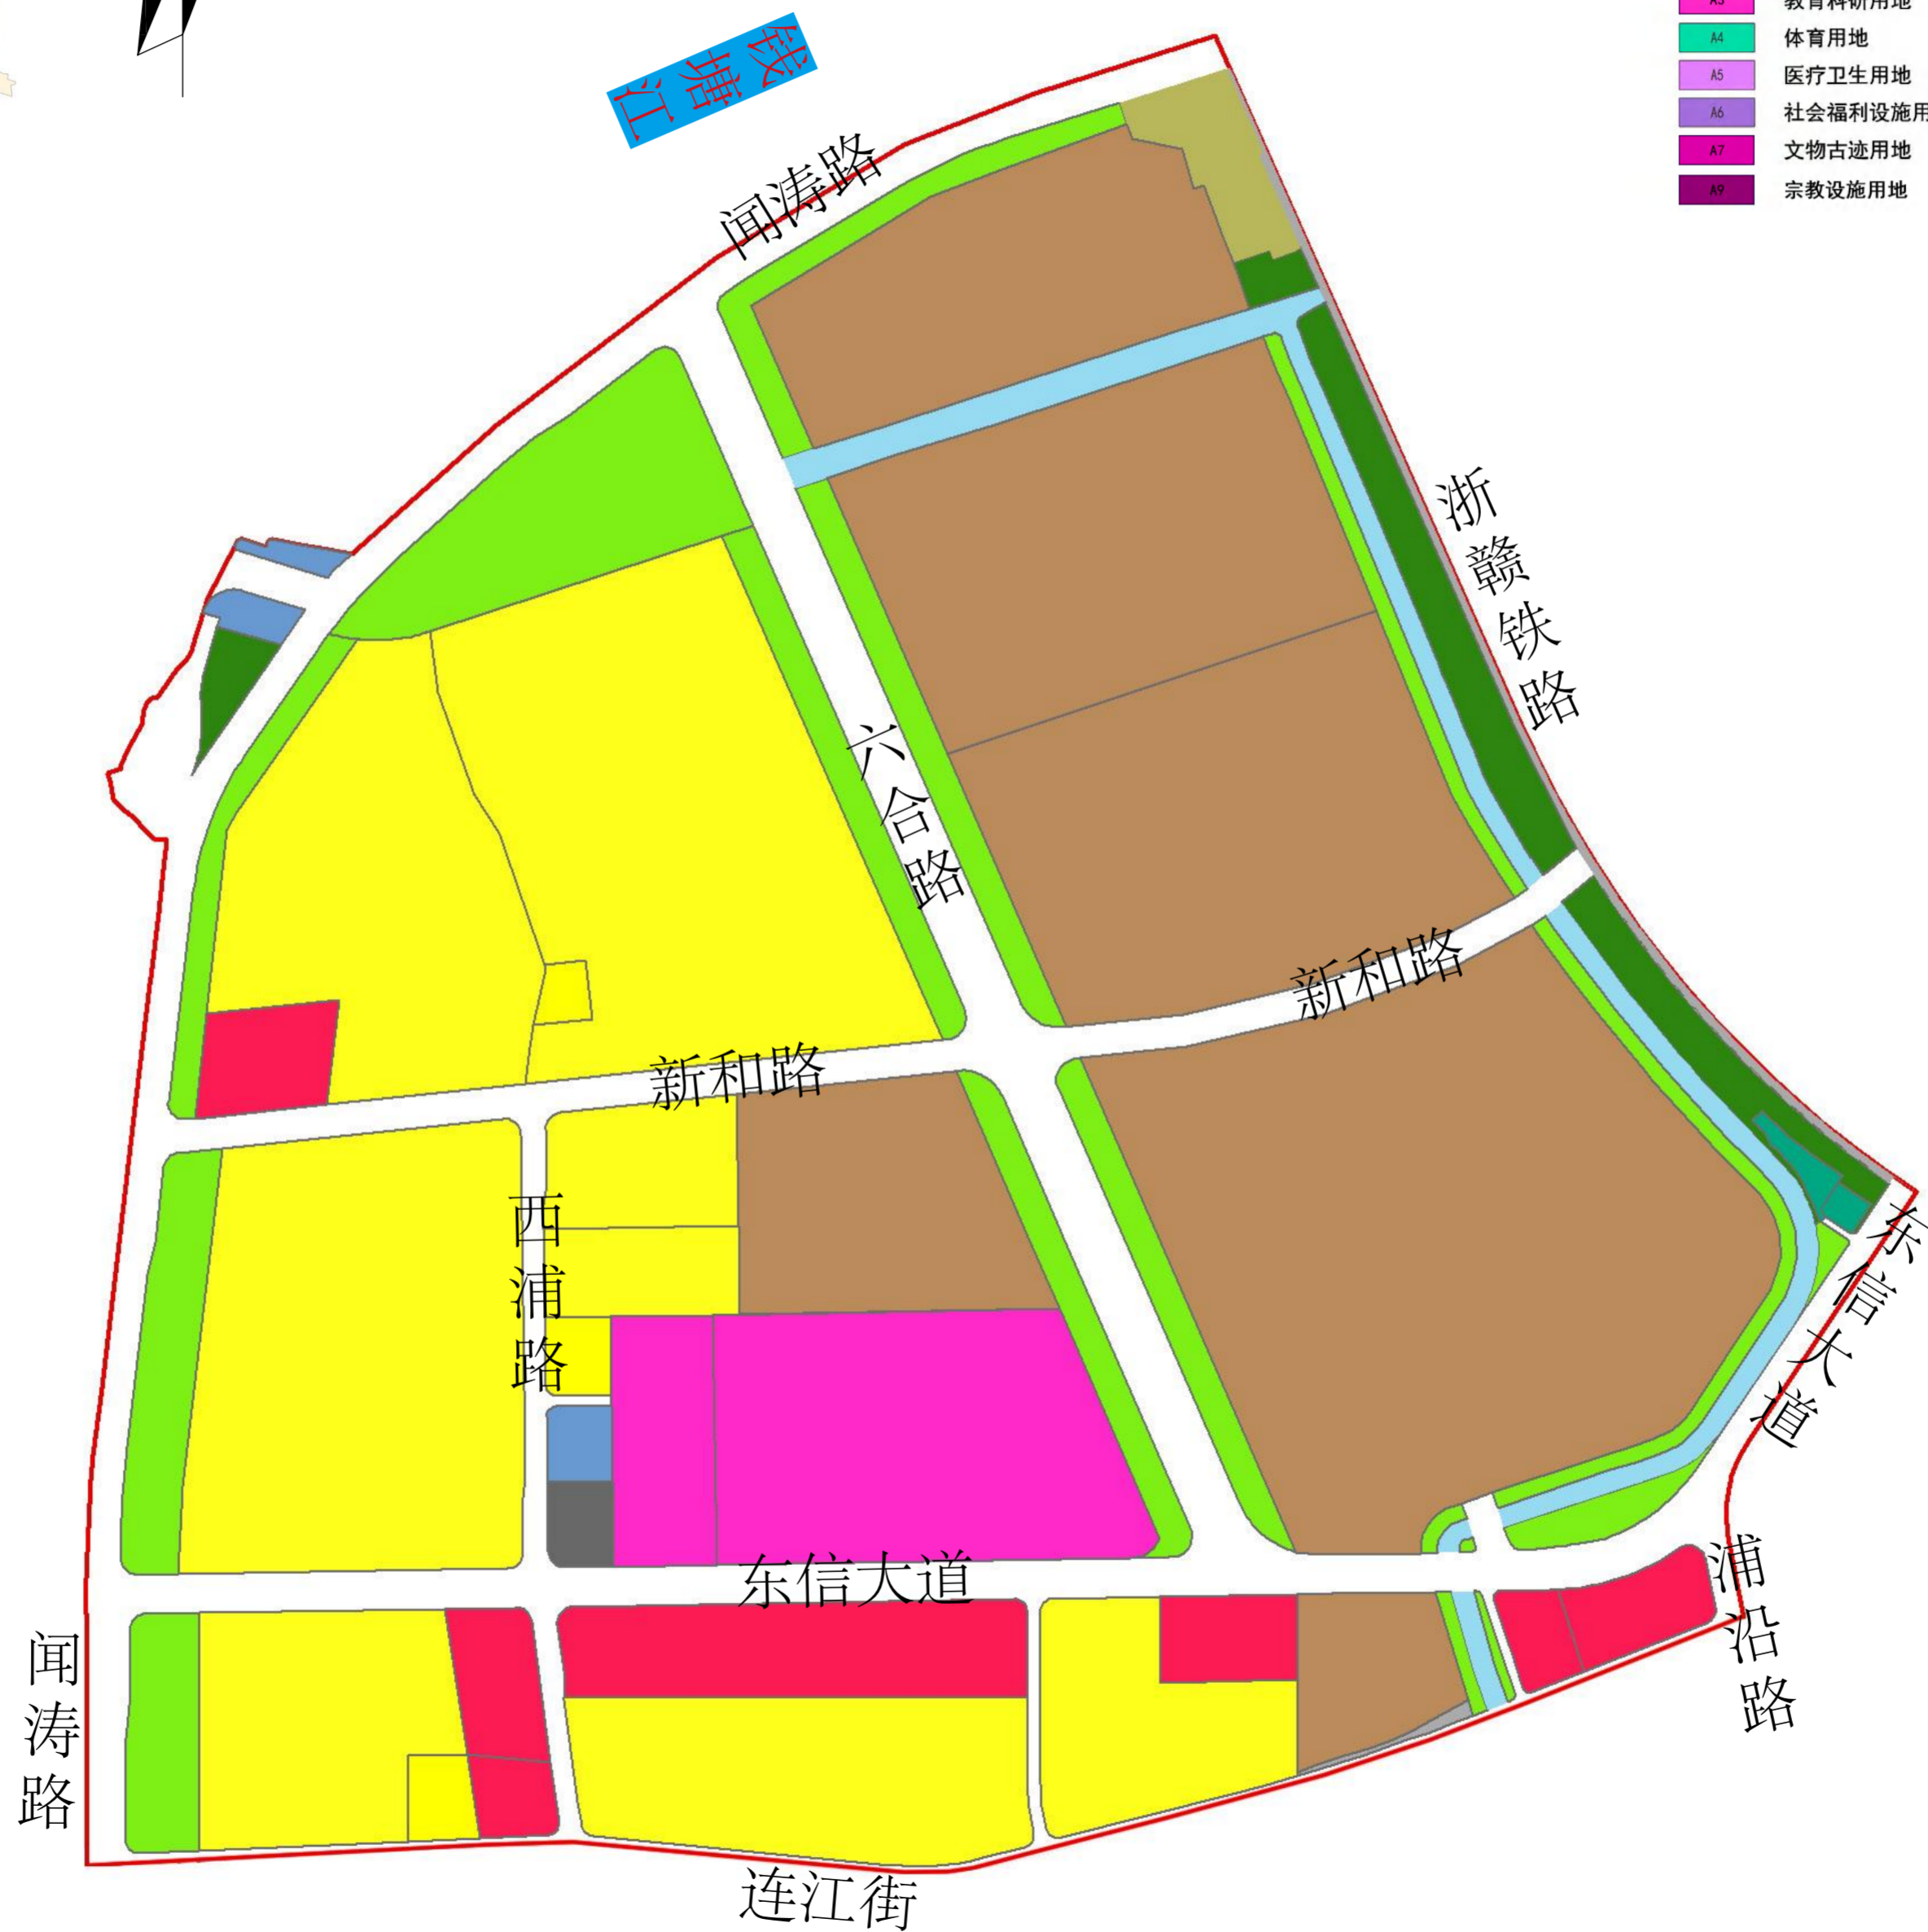 A3 教育科研用地
A4 体育用地
A5 医疗卫生用地
A6 社会福利设施用
A7 文物古迹用地
A9 宗教设施用地
钱塘江
闻涛路
浙赣铁路
六合路
新和路
新和路
西浦路
东信大道
东信大道
浦沿路
闻涛路
连江街